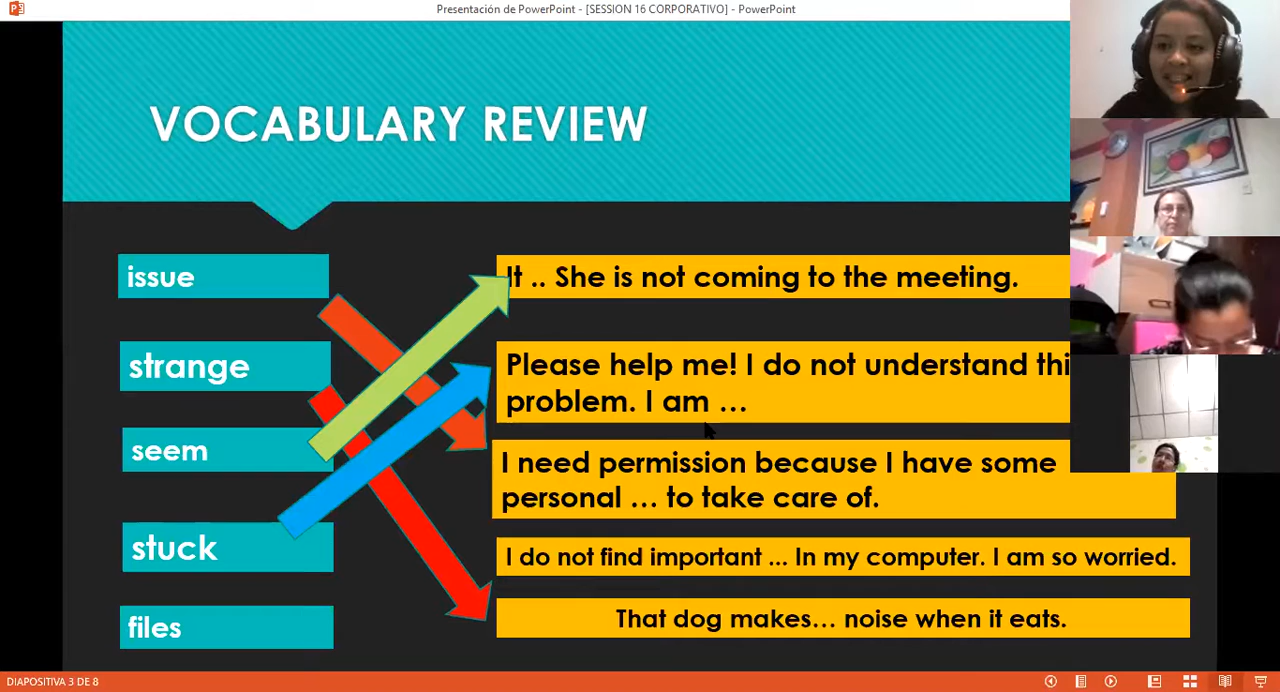 Presentación de PowerPoint - [SESSION 16 CORPORATIVO] - PowerPoint
VOCABULARY REVIEW
issue
It .. She is not coming to the meeting.
strange
Please help me! I do not understand thi
problem. I am ...
seem
I need permission because I have some
personal ... to take care of.
stuck
I do not find important ... In my computer. I am so worried.
files
That dog makes... noise when it eats.
DIAPOSITIVA 3 DE 8